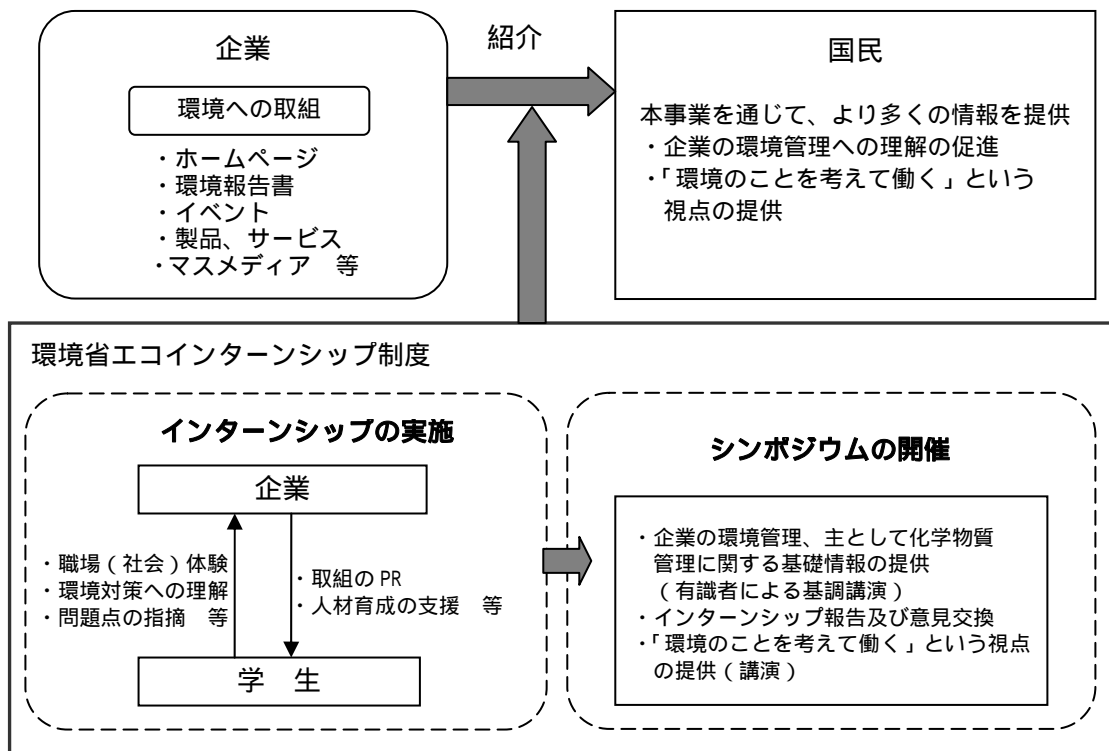 企業
環境への取組
・ホームページ
・環境報告書
・イベント
・製品、サービス
・マスメディア　等
紹介
国民
本事業を通じて、より多くの情報を提供
・企業の環境管理への理解の促進
・「環境のことを考えて働く」という
視点の提供
環境省エコインターンシップ制度
インターンシップの実施
企業
・職場（社会）体験
・環境対策への理解
・問題点の指摘　等
・取組のPR
・人材育成の支援　等
学　生
シンポジウムの開催
・企業の環境管理、主として化学物質
管理に関する基礎情報の提供
（有識者による基調講演）
・インターンシップ報告及び意見交換
・「環境のことを考えて働く」という視点
の提供（講演）